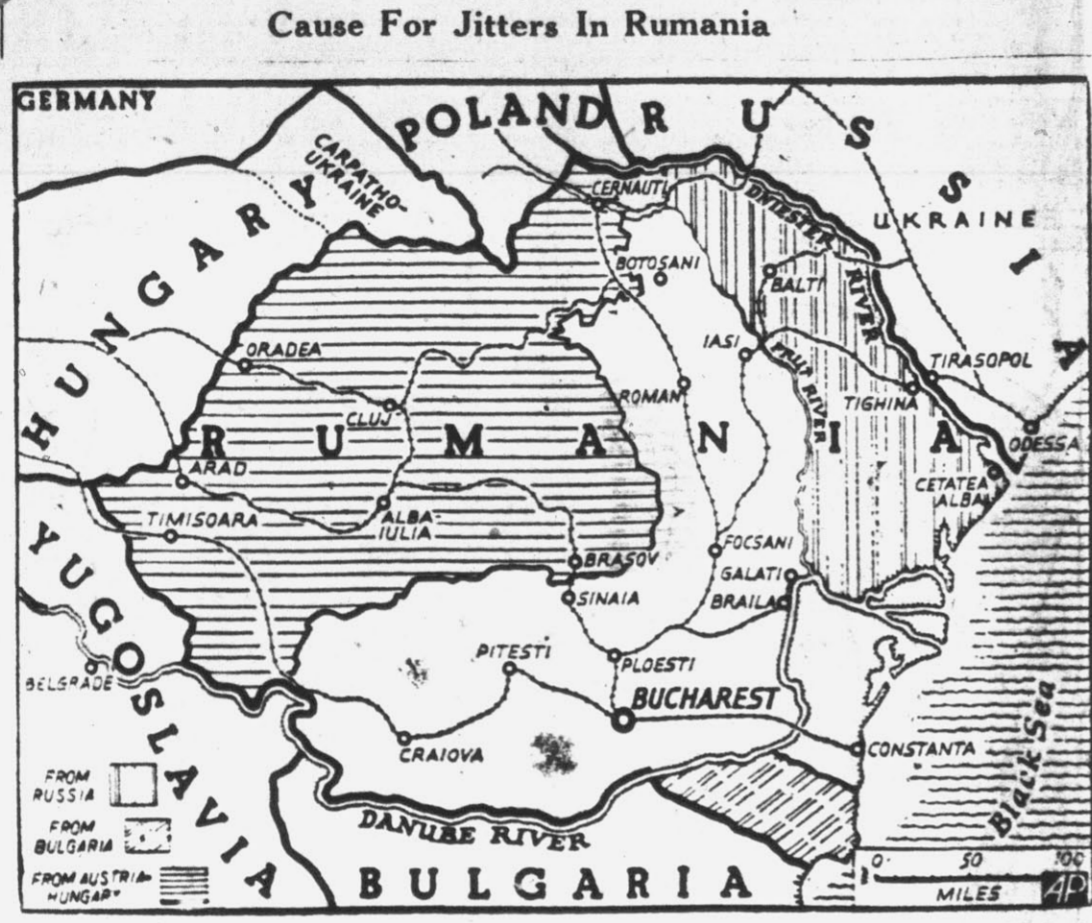 Cause For Jitters In Rumania
GERMANY
POLAND
RUSSIA
CARPATHO-
UKRAINE
HUNGARY
CERNAUTI
DNIESTER
RIVER
UKRAINE
BOTOSANI
BALTI
ORADEA
IASI
PRUT RIVER
TIRASOPOL
CLUJ
ROMAN
TIGHINA
RUMANIA
ODESSA
ARAD
CETATEA
ALBA
TIMISOARA
ALBA-
IULIA
FOCSANI
BRASOV
GALATI
SINAIA
BRAILA
YUGOSLAVIA
PITESTI
PLOESTI
BELGRADE
BUCHAREST
CRAIOVA
CONSTANTA
Black Sea
FROM
RUSSIA
FROM
BULGARIA
FROM AUSTRIA-
HUNGARY
DANUBE RIVER
BULGARIA
0 50 100
MILES
AP